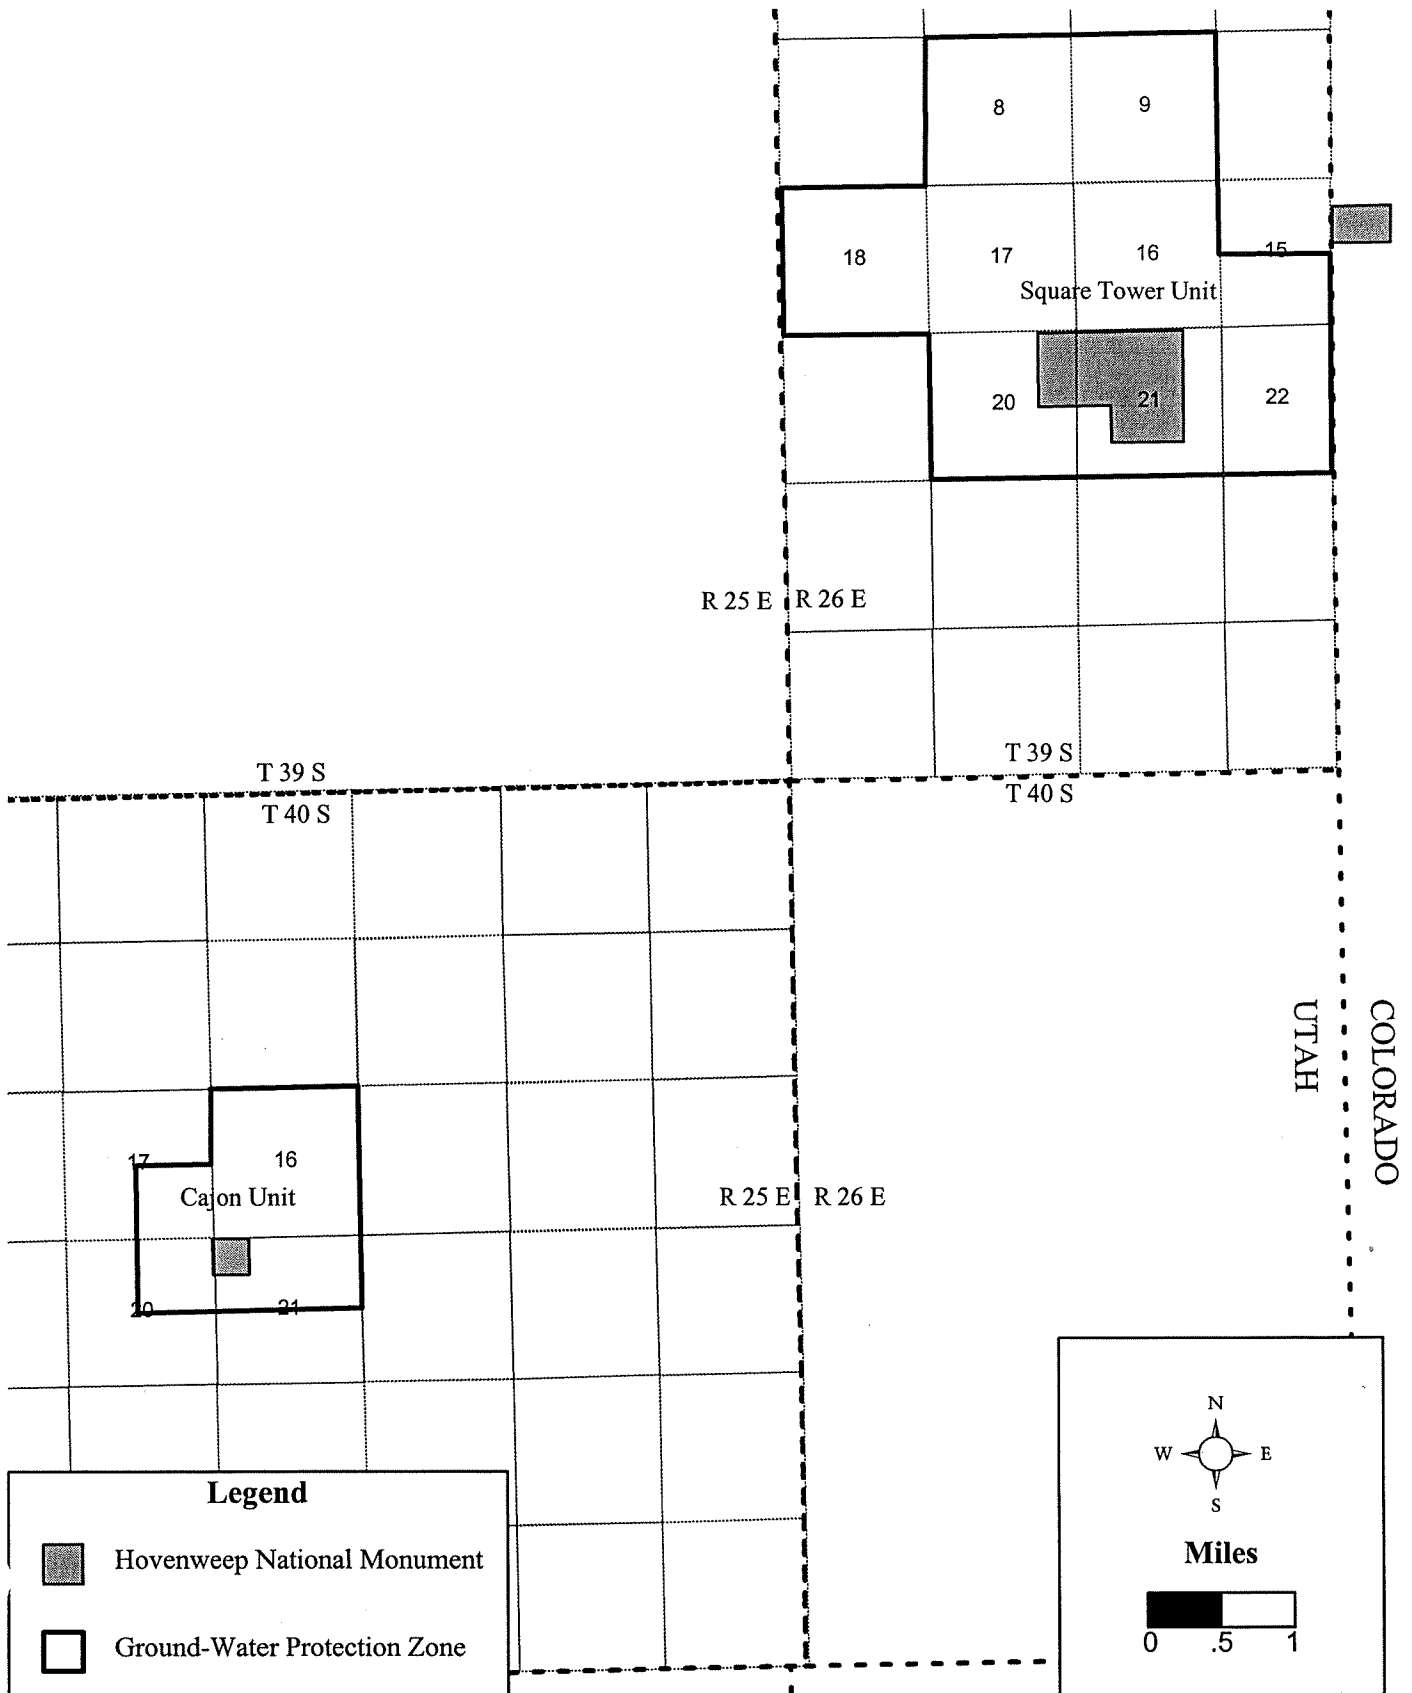 8
9
18
17
16
15
Square Tower Unit
20
21
22
R 25 E
R 26 E
T 39 S
T 40 S
T 39 S
T 40 S
UTAH
COLORADO
17
16
Cajon Unit
R 25 E
R 26 E
20
21
Legend
Hovenweep National Monument
Ground-Water Protection Zone
N
W
E
S
Miles
0 .5 1